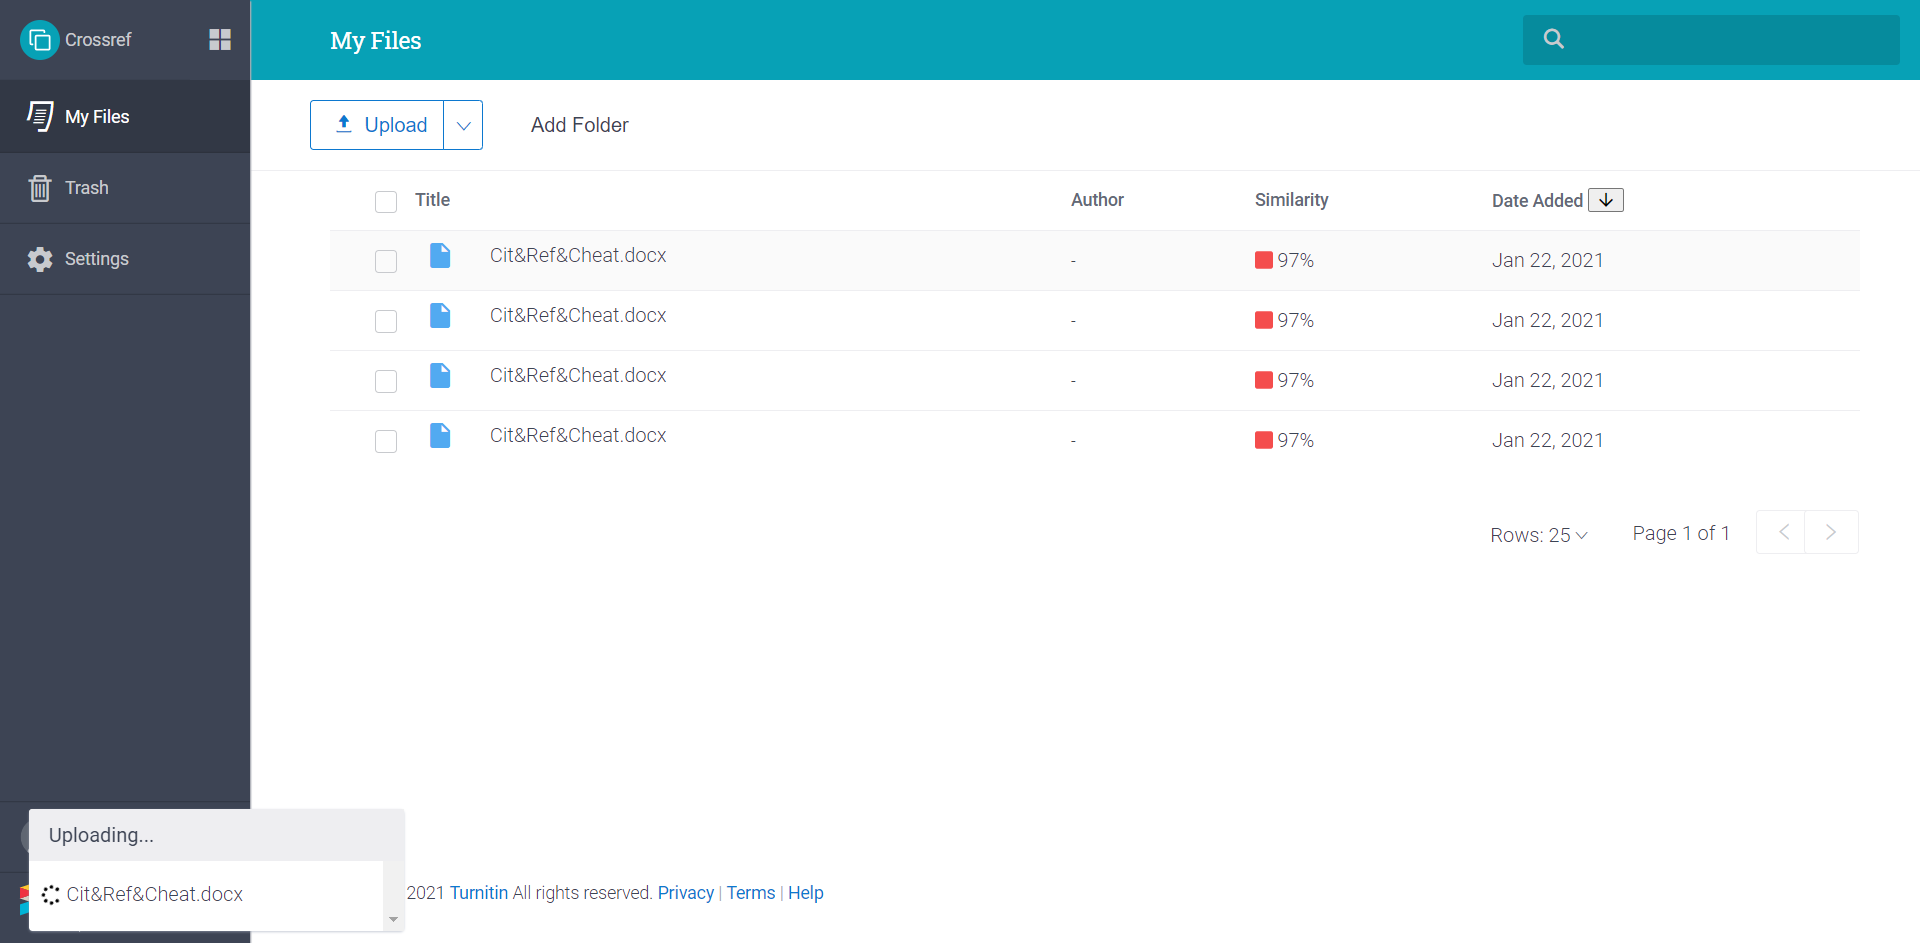 Crossref
My Files
My Files
Trash
Settings
Upload
Add Folder
Title Author Similarity Date Added
Cit&Ref&Cheat.docx - 97% Jan 22, 2021
Cit&Ref&Cheat.docx - 97% Jan 22, 2021
Cit&Ref&Cheat.docx - 97% Jan 22, 2021
Cit&Ref&Cheat.docx - 97% Jan 22, 2021
Rows: 25 Page 1 of 1
Uploading...
Cit&Ref&Cheat.docx
2021 Turnitin All rights reserved. Privacy | Terms | Help